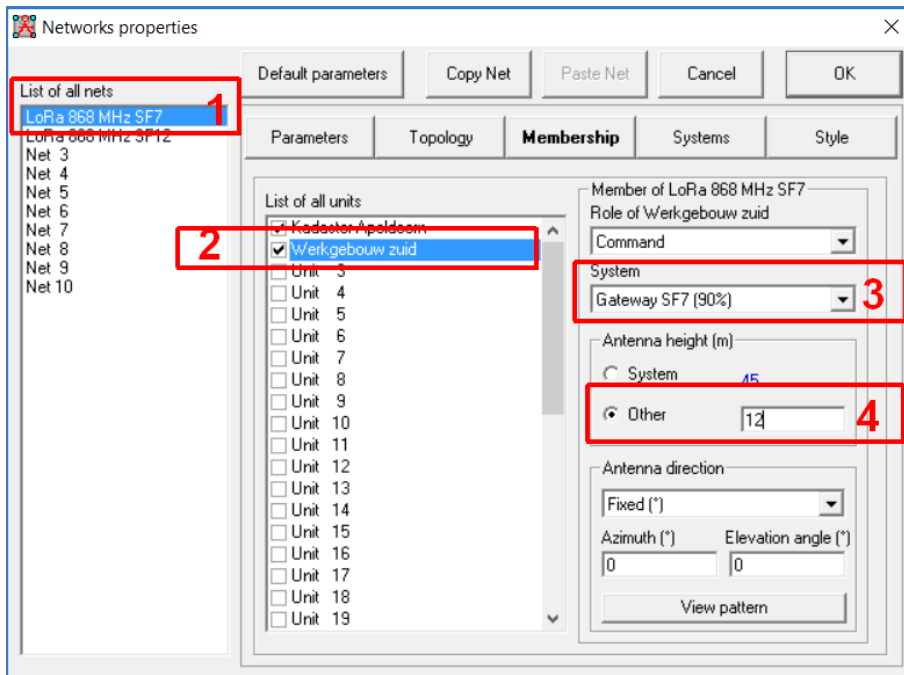 Networks properties
Default parameters
Copy Net
Paste Net
Cancel
OK
List of all nets
1
LoRa 868 MHz SF7
LoRa 868 MHz SF12
Net 3
Net 4
Net 5
Net 6
Net 7
Net 8
Net 9
Net 10
Parameters
Topology
Membership
Systems
Style
List of all units
Kadaster Apeldoorn
2
Werkgebouw zuid
Unit 3
Unit 4
Unit 5
Unit 6
Unit 7
Unit 8
Unit 9
Unit 10
Unit 11
Unit 12
Unit 13
Unit 14
Unit 15
Unit 16
Unit 17
Unit 18
Unit 19
Member of LoRa 868 MHz SF7
Role of Werkgebouw zuid
Command
System
Gateway SF7 (90%)
3
Antenna height (m)
System 45
Other 12
4
Antenna direction
Fixed (°)
Azimuth (°) Elevation angle (°)
0 0
View pattern